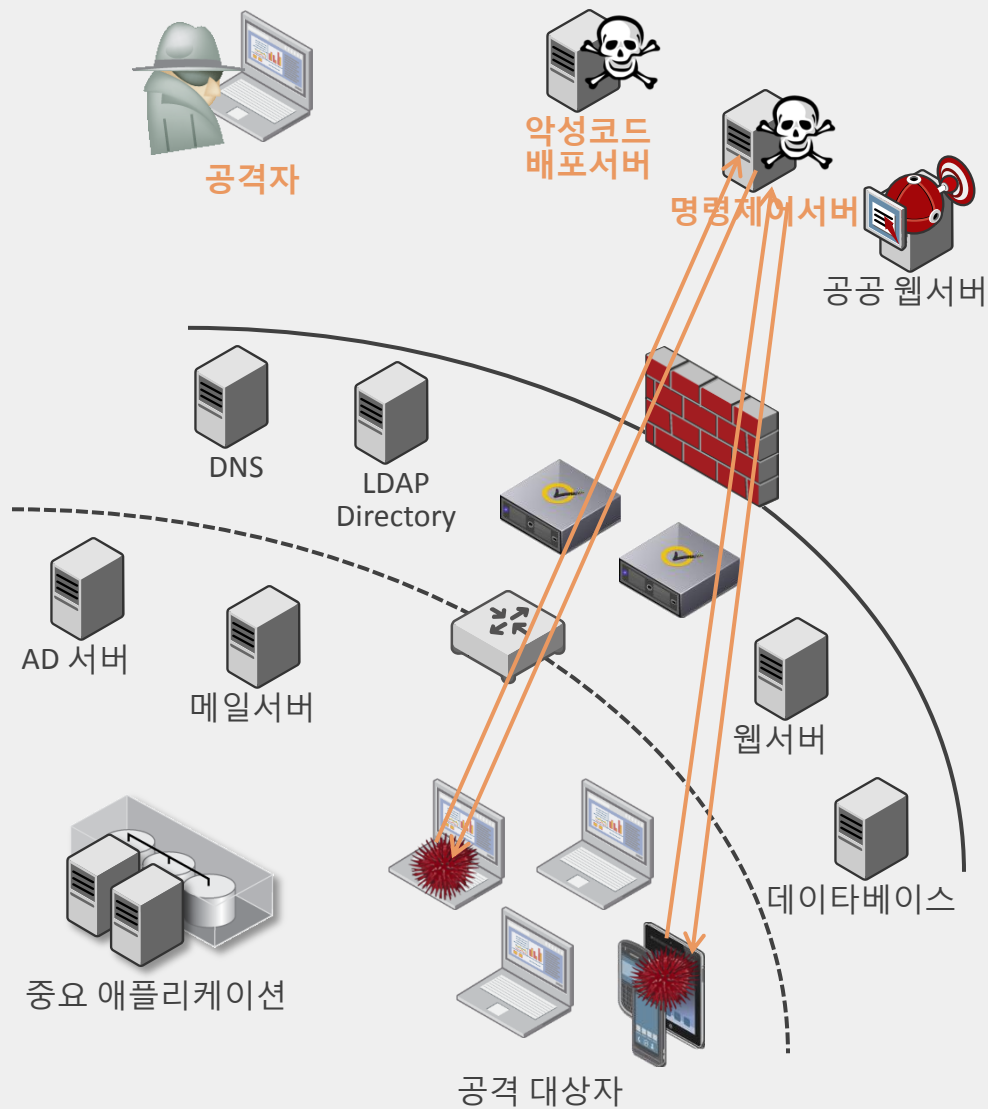 악성코드
배포서버
공격자
명령제어서버
공공 웹서버
DNS
LDAP
Directory
AD 서버
메일서버
웹서버
데이타베이스
중요 애플리케이션
공격 대상자